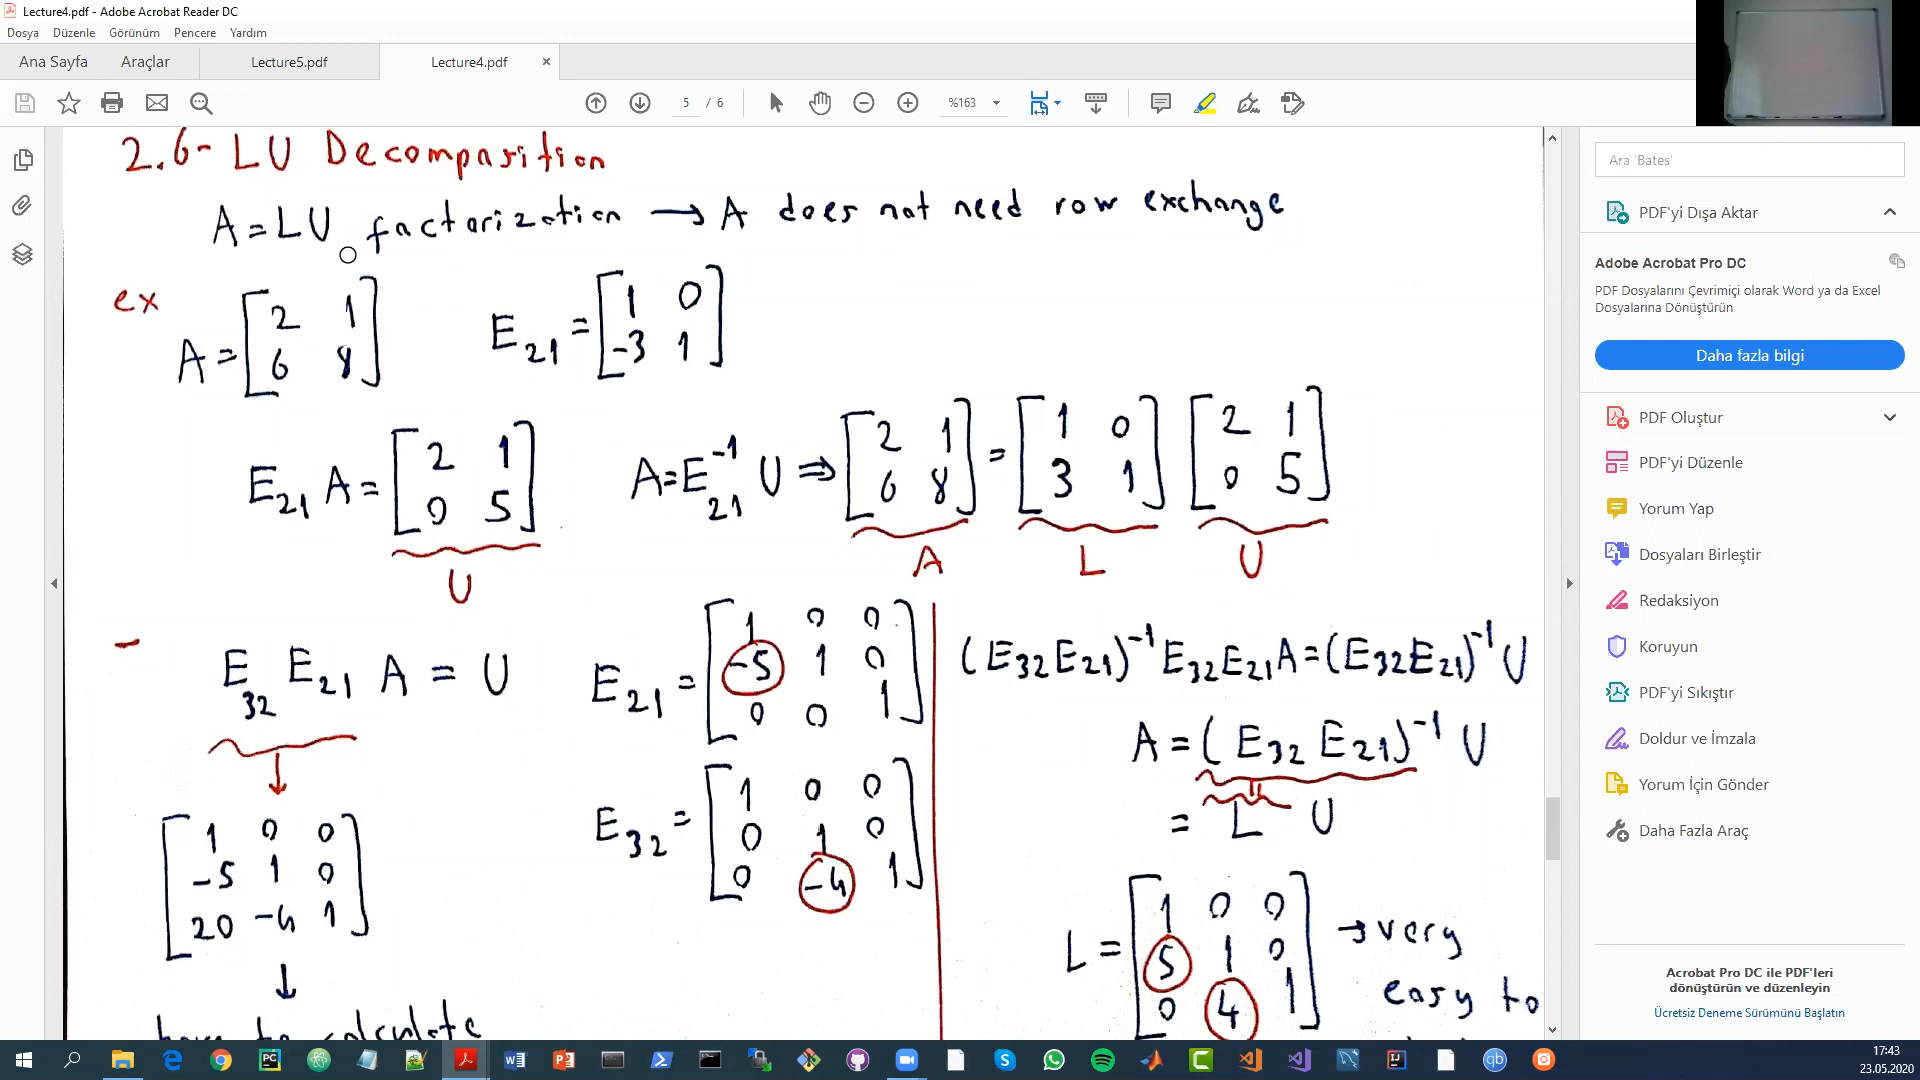 Lecture4.pdf - Adobe Acrobat Reader DC
Dosya Düzenle Görünüm Pencere Yardım
Ana Sayfa Araçlar Lecture5.pdf Lecture4.pdf ×
5 / 6 %163
2.6- LU Decomposition
A = LU factorization → A does not need row exchange
ex
A = [2 1
6 8]
E21 = [1 0
-3 1]
E21 A = [2 1
0 5]
U
A = E21^-1 U ⇒ [2 1
6 8] = [1 0
3 1] [2 1
0 5]
A L U
- E32 E21 A = U
[1 0 0
-5 1 0
20 -4 1]
↓
E21 = [1 0 0
-5 1 0
0 0 1]
E32 = [1 0 0
0 1 0
0 -4 1]
(E32E21)^-1 E32E21A = (E32E21)^-1 U
A = (E32 E21)^-1 U
= L U
L = [1 0 0
5 1 0
0 4 1] → very
easy to
Ara 'Bates'
PDF'yi Dışa Aktar
Adobe Acrobat Pro DC
PDF Dosyalarını Çevrimiçi olarak Word ya da Excel
Dosyalarına Dönüştürün
Daha fazla bilgi
PDF Oluştur
PDF'yi Düzenle
Yorum Yap
Dosyaları Birleştir
Redaksiyon
Koruyun
PDF'yi Sıkıştır
Doldur ve İmzala
Yorum İçin Gönder
Daha Fazla Araç
Acrobat Pro DC ile PDF'leri
dönüştürün ve düzenleyin
Ücretsiz Deneme Sürümünü Başlatın
17:43
23.05.2020